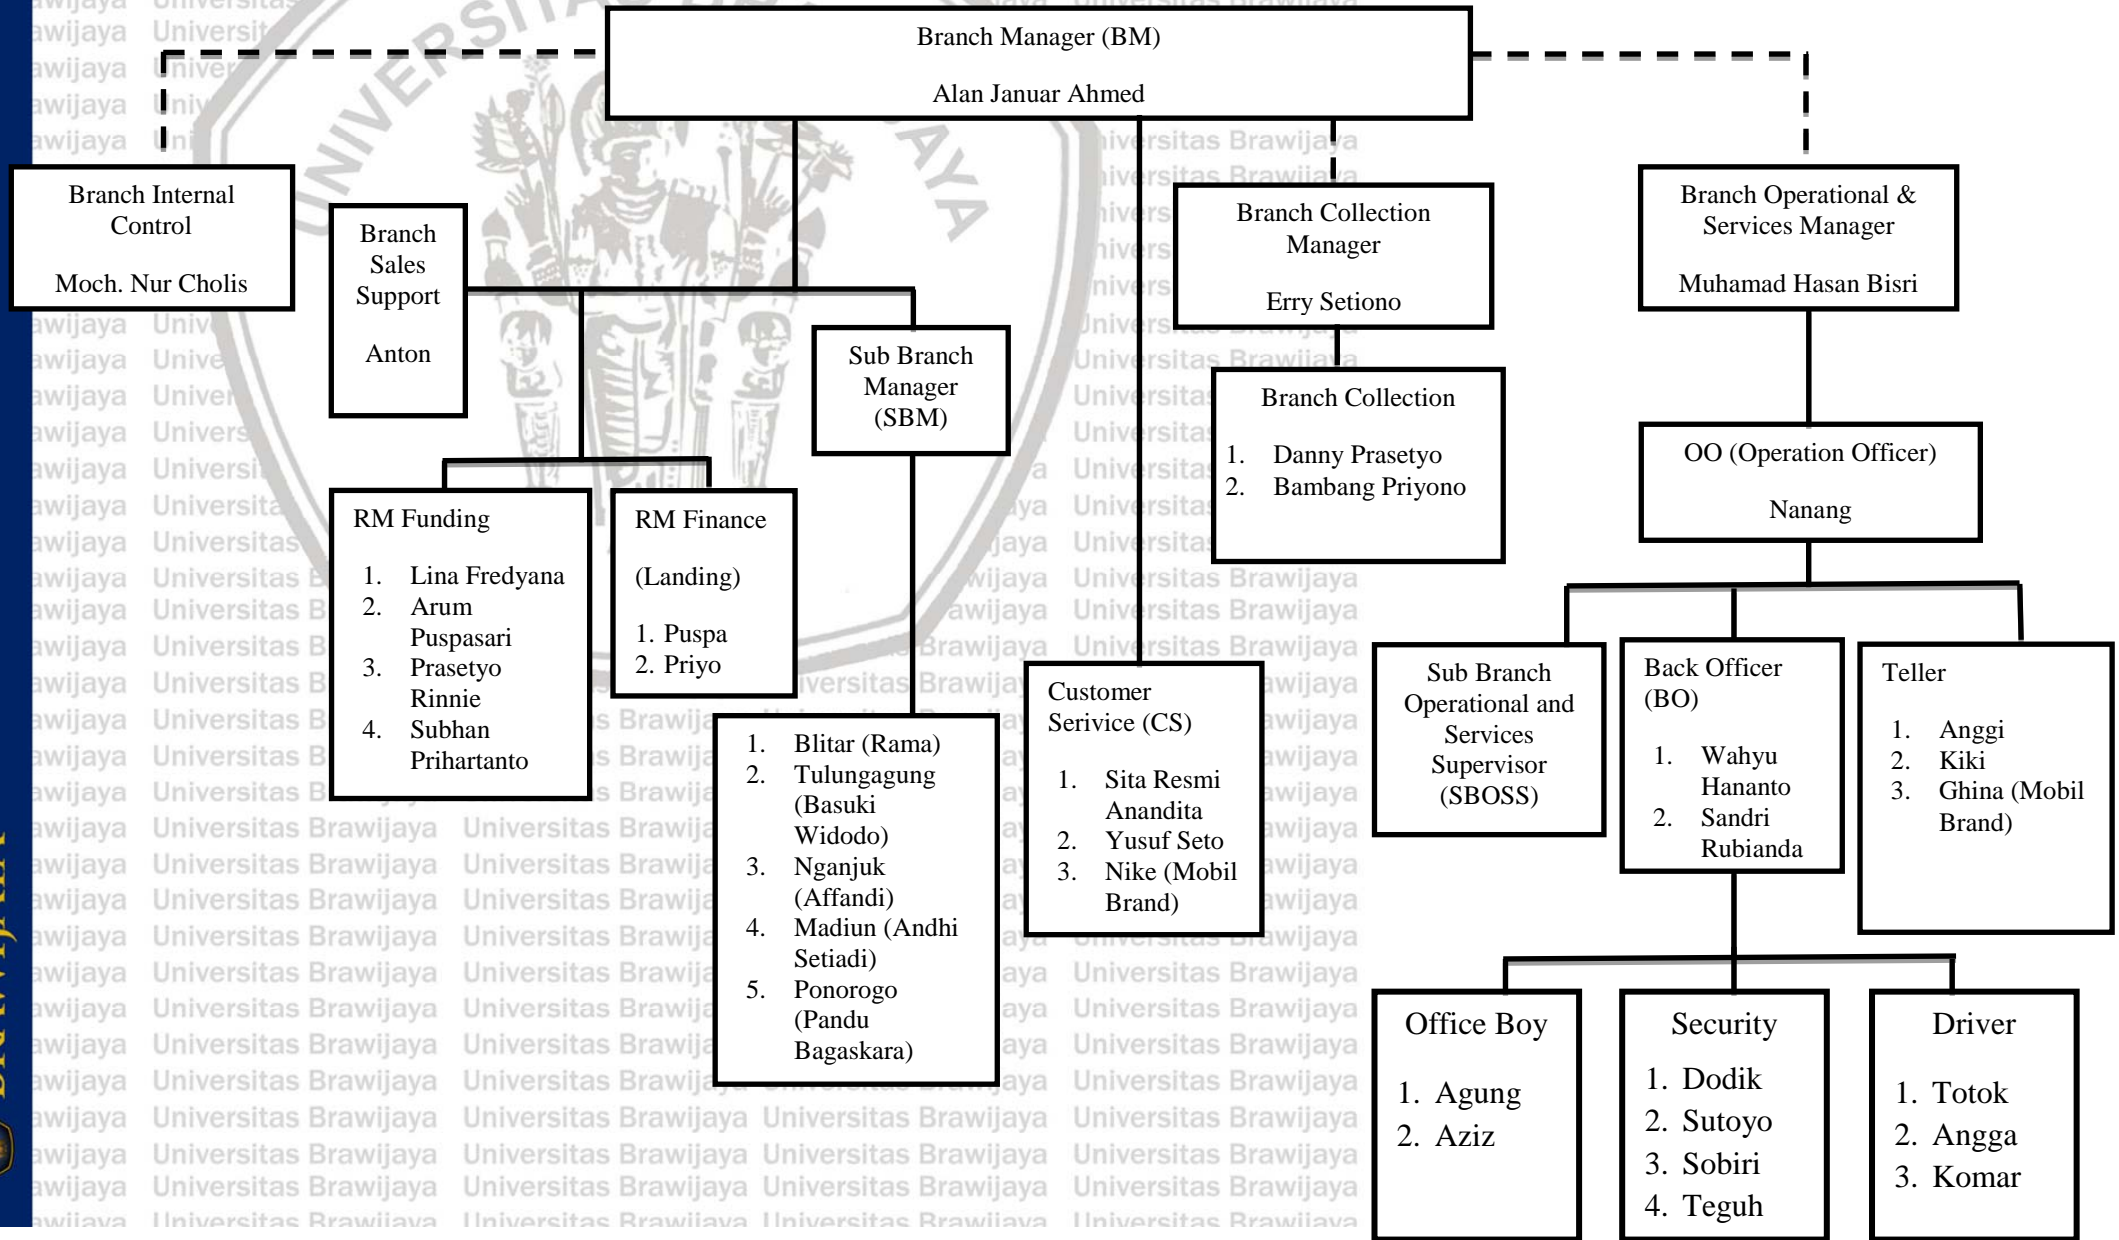 Branch Manager (BM)
Alan Januar Ahmed
Branch Internal
Control
Moch. Nur Cholis
Branch
Sales
Support
Anton
Sub Branch
Manager
(SBM)
Branch Collection
Manager
Erry Setiono
Branch Operational &
Services Manager
Muhamad Hasan Bisri
Branch Collection
1. Danny Prasetyo
2. Bambang Priyono
OO (Operation Officer)
Nanang
RM Funding
1. Lina Fredyana
2. Arum
Puspasari
3. Prasetyo
Rinnie
4. Subhan
Prihartanto
RM Finance
(Landing)
1. Puspa
2. Priyo
1. Blitar (Rama)
2. Tulungagung
(Basuki
Widodo)
3. Nganjuk
(Affandi)
4. Madiun (Andhi
Setiadi)
5. Ponorogo
(Pandu
Bagaskara)
Customer
Serivice (CS)
1. Sita Resmi
Anandita
2. Yusuf Seto
3. Nike (Mobil
Brand)
Sub Branch
Operational and
Services
Supervisor
(SBOSS)
Back Officer
(BO)
1. Wahyu
Hananto
2. Sandri
Rubianda
Teller
1. Anggi
2. Kiki
3. Ghina (Mobil
Brand)
Office Boy
1. Agung
2. Aziz
Security
1. Dodik
2. Sutoyo
3. Sobiri
4. Teguh
Driver
1. Totok
2. Angga
3. Komar